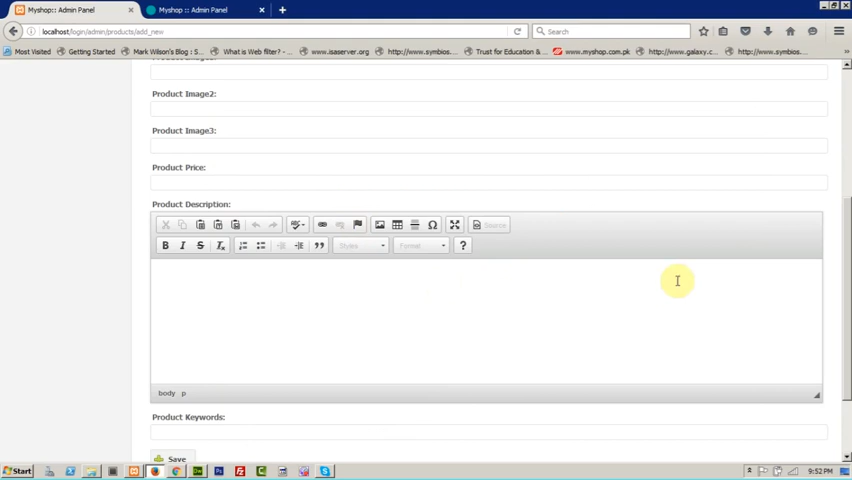 Myshop:: Admin Panel
Myshop :: Admin Panel
localhost/login/admin/products/add_new
Search
Most Visited
Getting Started
Mark Wilson's Blog : S...
What is Web filter?...
www.isaserver.org
http://www.symbios...
Trust for Education &...
www.myshop.com.pk
http://www.galaxy.c...
http://www.symbios...
Product Image2:
Product Image3:
Product Price:
Product Description:
Source
B I S Styles Format ?
body p
Product Keywords:
Save
Start
9:52 PM